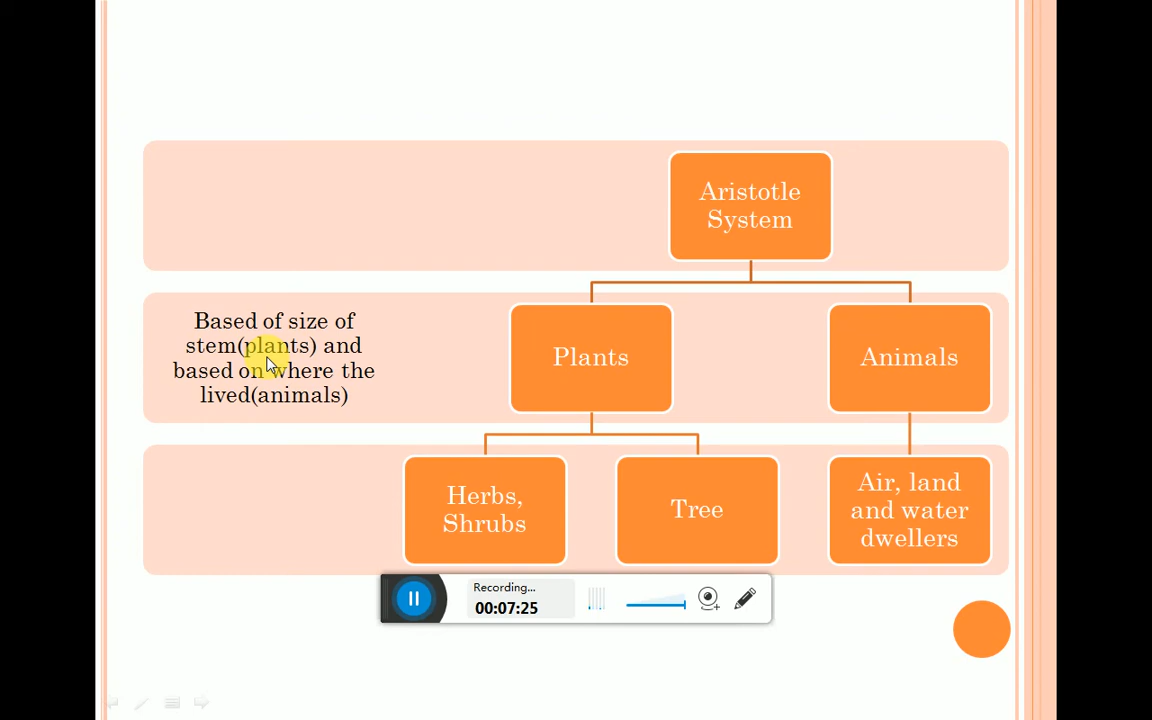 Aristotle
System
Based of size of
stem(plants) and
based on where the
lived(animals)
Plants
Animals
Herbs,
Shrubs
Tree
Air, land
and water
dwellers
Recording...
00:07:25